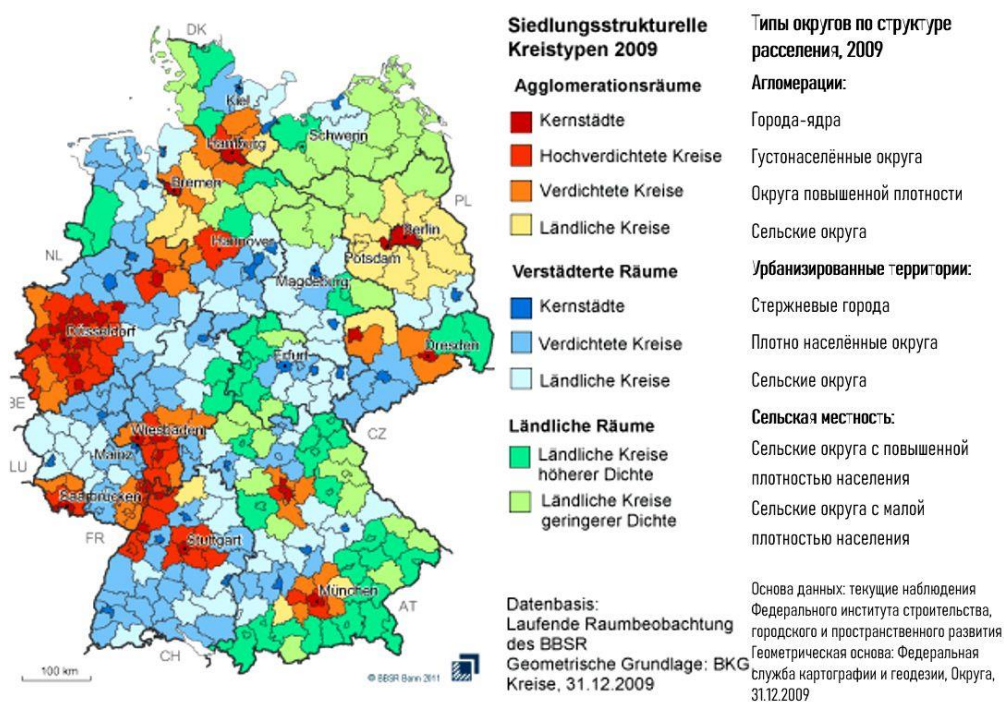 Siedlungsstrukturelle
Kreistypen 2009
Agglomerationsräume
Kernstädte
Hochverdichtete Kreise
Verdichtete Kreise
Ländliche Kreise
Verstädterte Räume
Kernstädte
Verdichtete Kreise
Ländliche Kreise
Ländliche Räume
Ländliche Kreise
höherer Dichte
Ländliche Kreise
geringerer Dichte
Datenbasis:
Laufende Raumbeobachtung
des BBSR
Geometrische Grundlage: BKG,
Kreise, 31.12.2009
Типы округов по структуре
расселения, 2009
Агломерации:
Города-ядра
Густонаселённые округа
Округа повышенной плотности
Сельские округа
Урбанизированные территории:
Стержневые города
Плотно населённые округа
Сельские округа
Сельская местность:
Сельские округа с повышенной
плотностью населения
Сельские округа с малой
плотностью населения
Основа данных: текущие наблюдения
Федерального института строительства,
городского и пространственного развития
Геометрическая основа: Федеральная
служба картографии и геодезии, Округа,
31.12.2009
DK
Kiel
Schwerin
Hamburg
Bremen
PL
Berlin
Hannover
Potsdam
NL
Magdeburg
Düsseldorf
Dresden
Erfurt
BE
Wiesbaden
CZ
Mainz
LU
Saarbrücken
FR
Stuttgart
München
AT
CH
100 km
© BBSR Bonn 2011